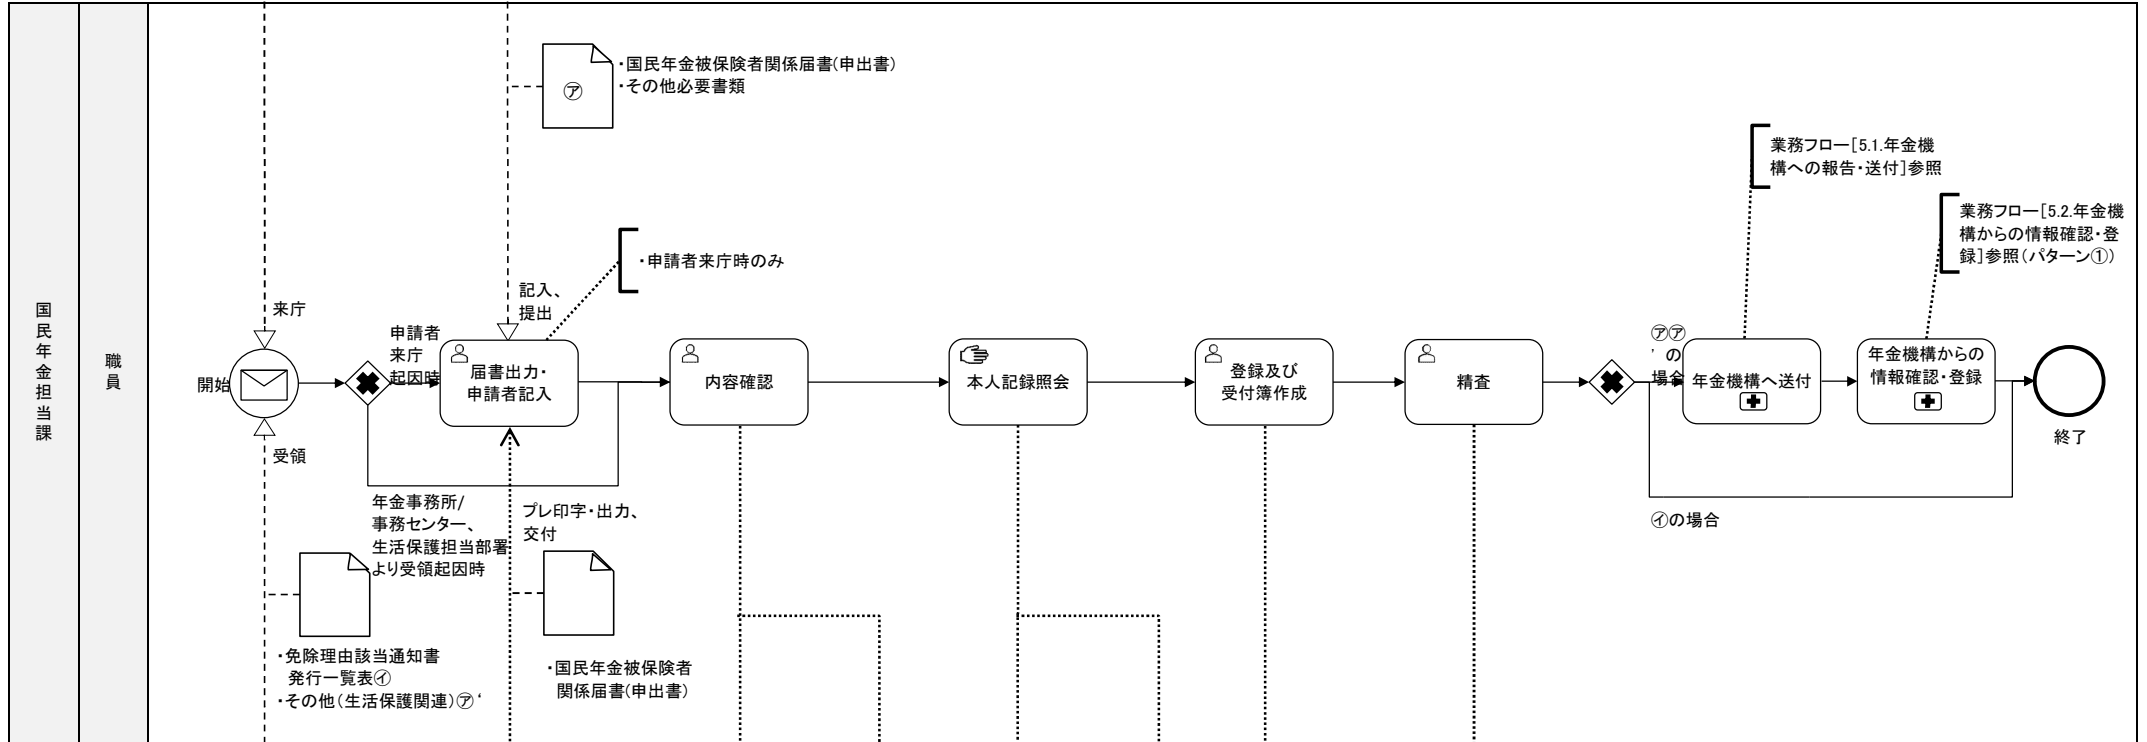 国民年金担当課
職員
㋐
・国民年金被保険者関係届書(申出書)
・その他必要書類
業務フロー[5.1.年金機
構への報告・送付]参照
業務フロー[5.2.年金機
構からの情報確認・登
録]参照(パターン①)
・申請者来庁時のみ
記入、
提出
来庁
申請者
来庁
起因時
開始
届書出力・
申請者記入
内容確認
本人記録照会
登録及び
受付簿作成
精査
㋐㋐
’の
場合
年金機構へ送付
年金機構からの
情報確認・登録
終了
受領
年金事務所/
事務センター、
生活保護担当部署
より受領起因時
プレ印字・出力、
交付
㋑の場合
・免除理由該当通知書
発行一覧表㋑
・その他(生活保護関連)㋐‘
・国民年金被保険者
関係届書(申出書)